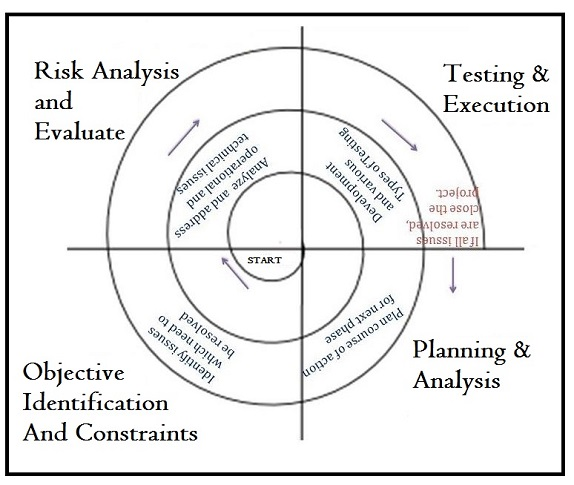 Risk Analysis
and
Evaluate
Testing &
Execution
Analyze and address
operational and
technical issues
Development
and various
Types of Testing
If all issues
are resolved,
close the
project.
START
Identify issues
which need to
be resolved
Plan course of action
for next phase
Objective
Identification
And Constraints
Planning &
Analysis